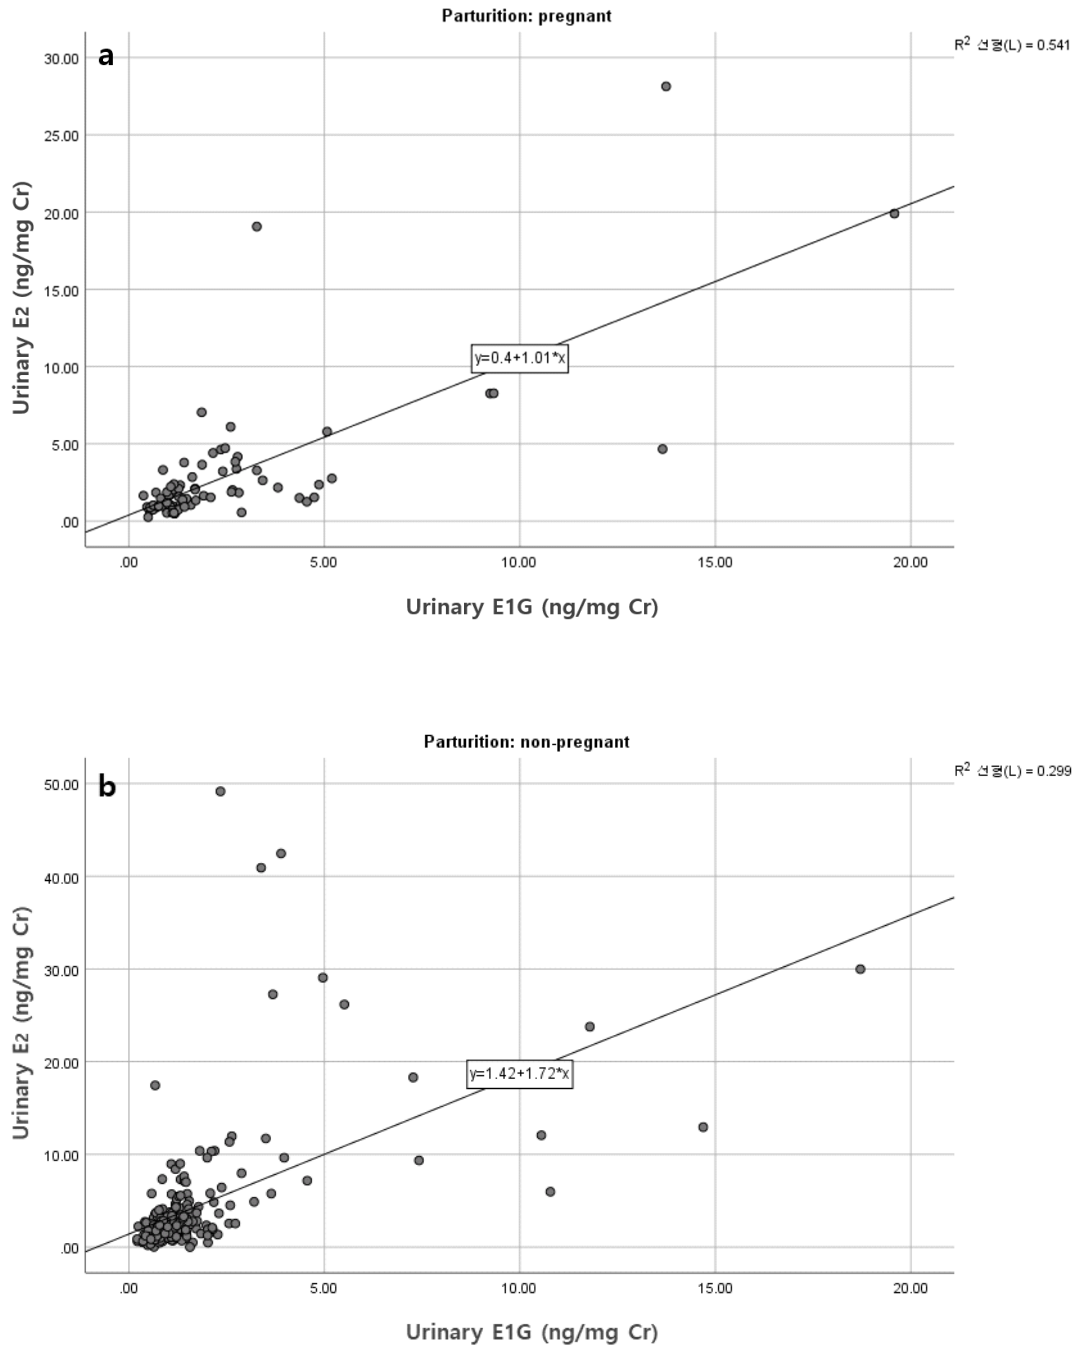 Parturition: pregnant
a
R² 선형(L) = 0.541
30.00
25.00
20.00
15.00
10.00
5.00
.00
Urinary E2 (ng/mg Cr)
y=0.4+1.01*x
.00 5.00 10.00 15.00 20.00
Urinary E1G (ng/mg Cr)
Parturition: non-pregnant
b
R² 선형(L) = 0.299
50.00
40.00
30.00
20.00
10.00
.00
Urinary E2 (ng/mg Cr)
y=1.42+1.72*x
.00 5.00 10.00 15.00 20.00
Urinary E1G (ng/mg Cr)